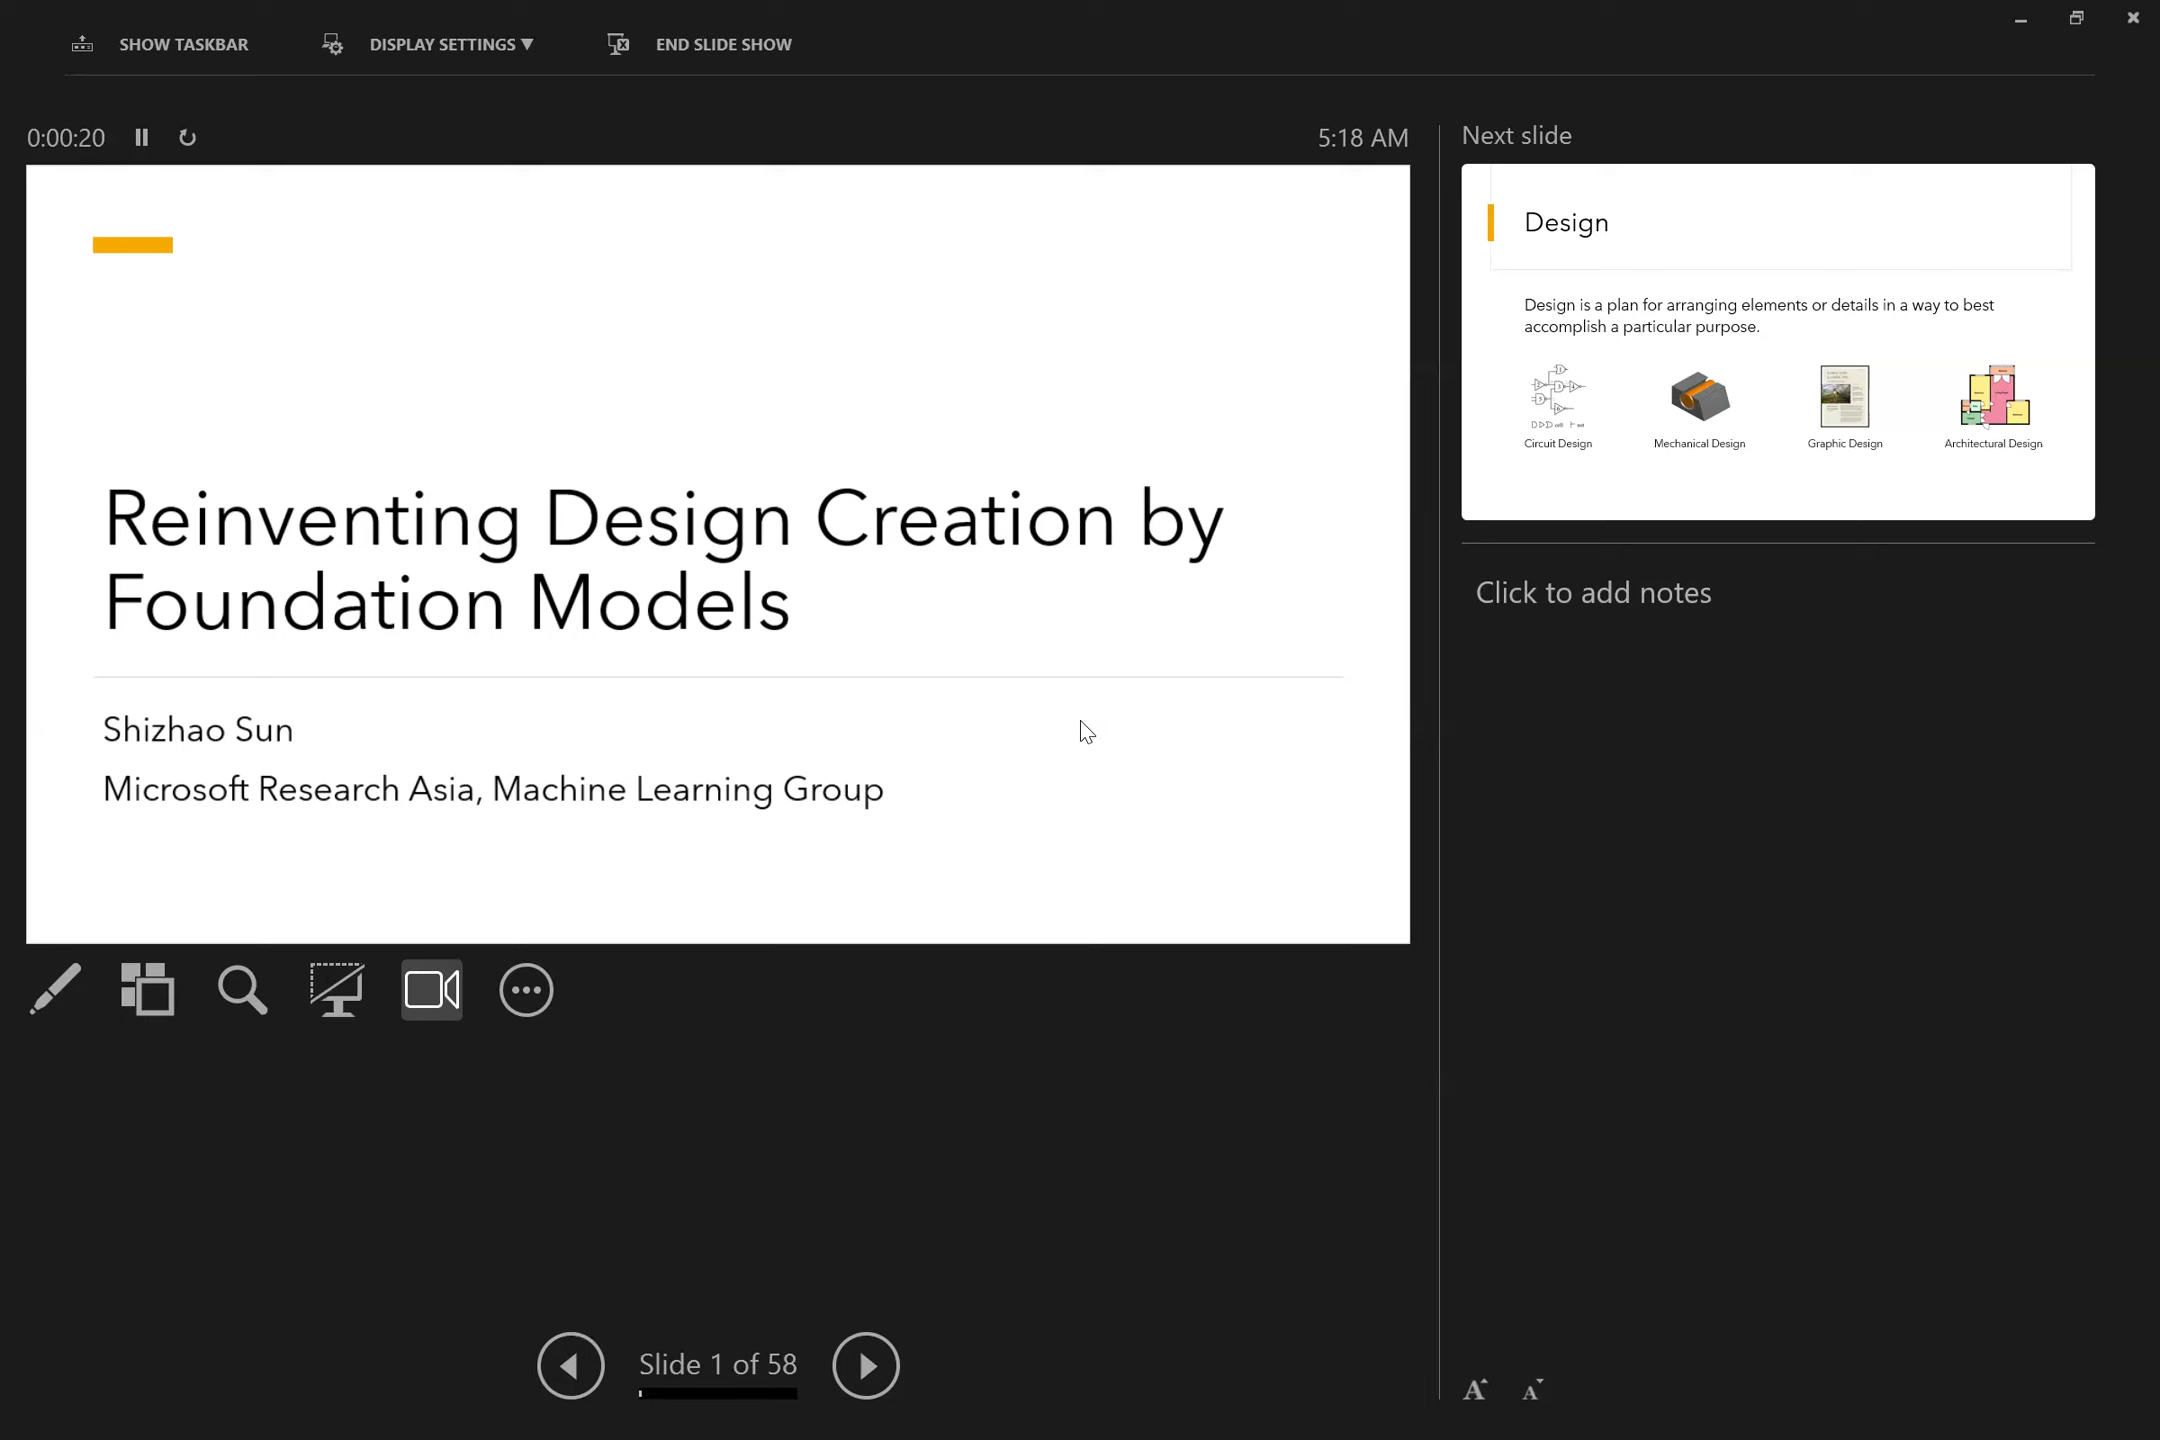 SHOW TASKBAR
DISPLAY SETTINGS ▼
END SLIDE SHOW
0:00:20
5:18 AM
Next slide
Reinventing Design Creation by
Foundation Models
Shizhao Sun
Microsoft Research Asia, Machine Learning Group
Design
Design is a plan for arranging elements or details in a way to best
accomplish a particular purpose.
Circuit Design
Mechanical Design
Graphic Design
Architectural Design
Click to add notes
Slide 1 of 58
A
A